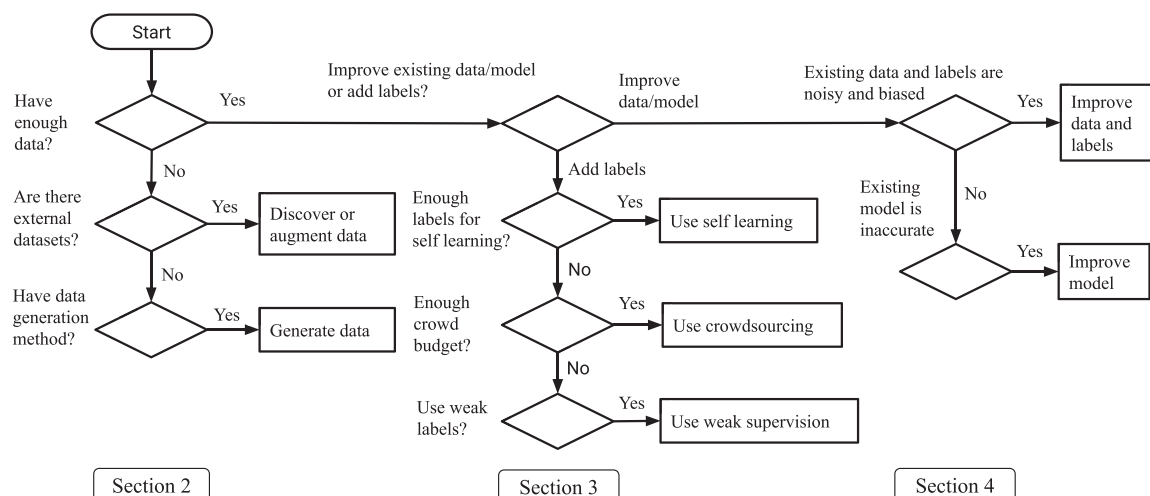 Start
Have
enough
data?
Yes
No
Are there
external
datasets?
Yes
Discover or
augment data
No
Have data
generation
method?
Yes
Generate data
Section 2
Improve existing data/model
or add labels?
Improve
data/model
Add labels
Enough
labels for
self learning?
Yes
Use self learning
No
Enough
crowd
budget?
Yes
Use crowdsourcing
No
Use weak
labels?
Yes
Use weak supervision
Section 3
Existing data and labels are
noisy and biased
Yes
Improve
data and
labels
No
Existing
model is
inaccurate
Yes
Improve
model
Section 4